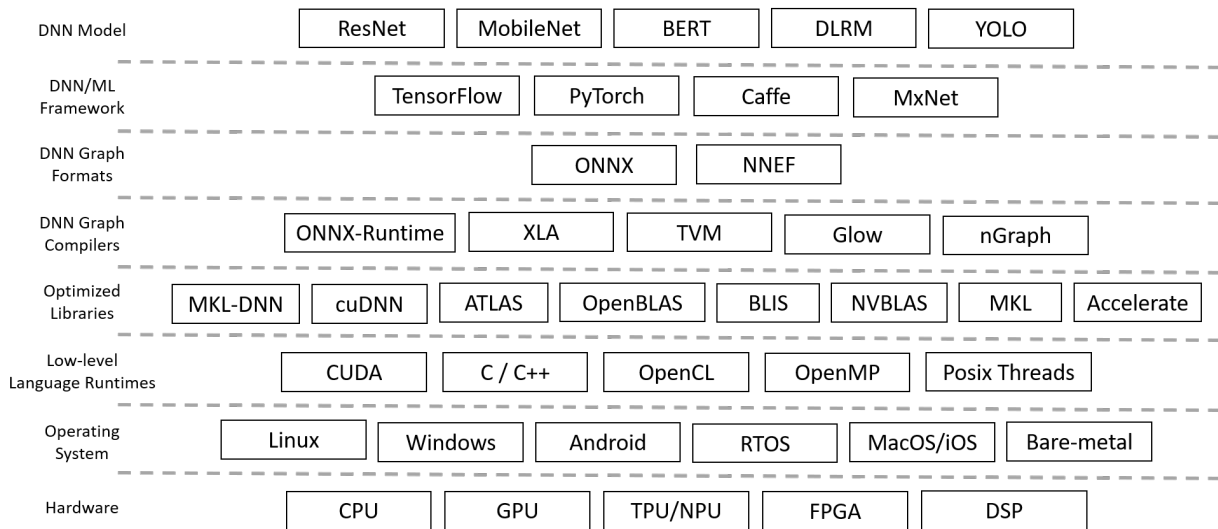 DNN Model
ResNet
MobileNet
BERT
DLRM
YOLO
DNN/ML
Framework
TensorFlow
PyTorch
Caffe
MxNet
DNN Graph
Formats
ONNX
NNEF
DNN Graph
Compilers
ONNX-Runtime
XLA
TVM
Glow
nGraph
Optimized
Libraries
MKL-DNN
cuDNN
ATLAS
OpenBLAS
BLIS
NVBLAS
MKL
Accelerate
Low-level
Language Runtimes
CUDA
C / C++
OpenCL
OpenMP
Posix Threads
Operating
System
Linux
Windows
Android
RTOS
MacOS/iOS
Bare-metal
Hardware
CPU
GPU
TPU/NPU
FPGA
DSP